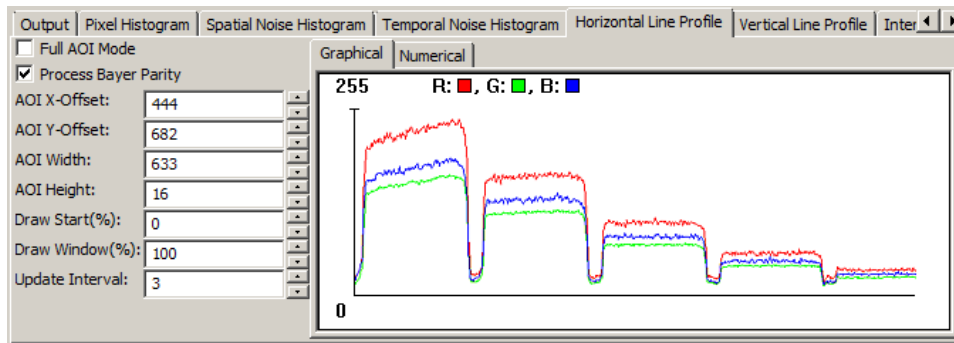 Output Pixel Histogram Spatial Noise Histogram Temporal Noise Histogram Horizontal Line Profile Vertical Line Profile Inter
Full AOI Mode
Process Bayer Parity
AOI X-Offset: 444
AOI Y-Offset: 682
AOI Width: 633
AOI Height: 16
Draw Start(%): 0
Draw Window(%): 100
Update Interval: 3
Graphical Numerical
255 R: , G: , B:
0